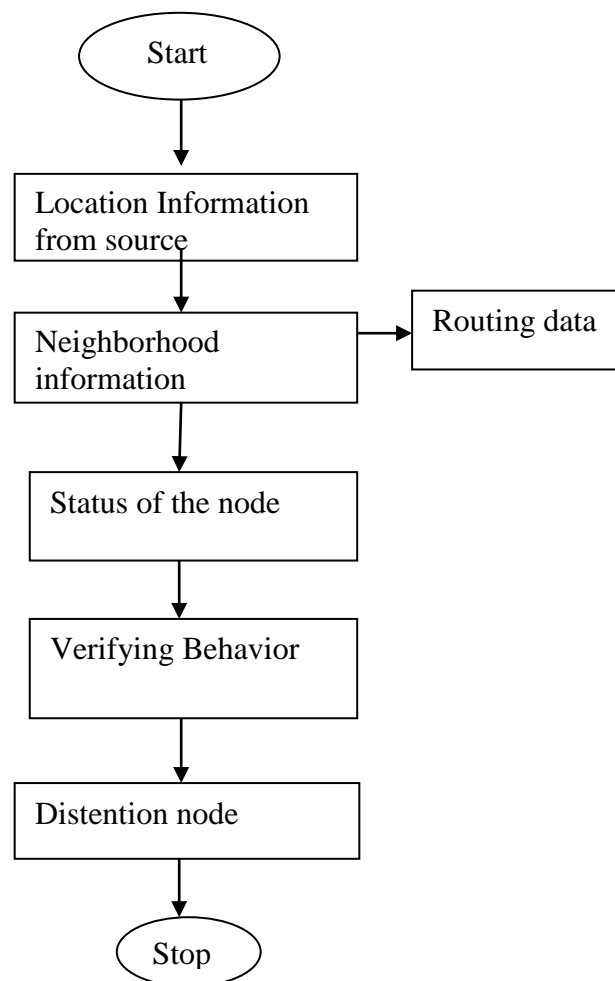 Start
Location Information
from source
Neighborhood
information
Routing data
Status of the node
Verifying Behavior
Distention node
Stop